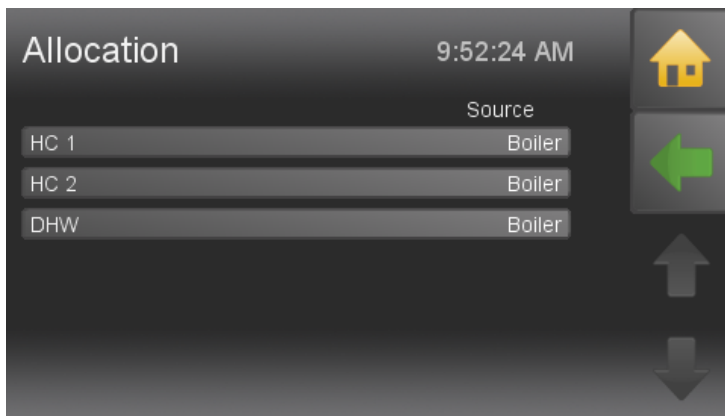 Allocation 9:52:24 AM
Source
HC 1 Boiler
HC 2 Boiler
DHW Boiler